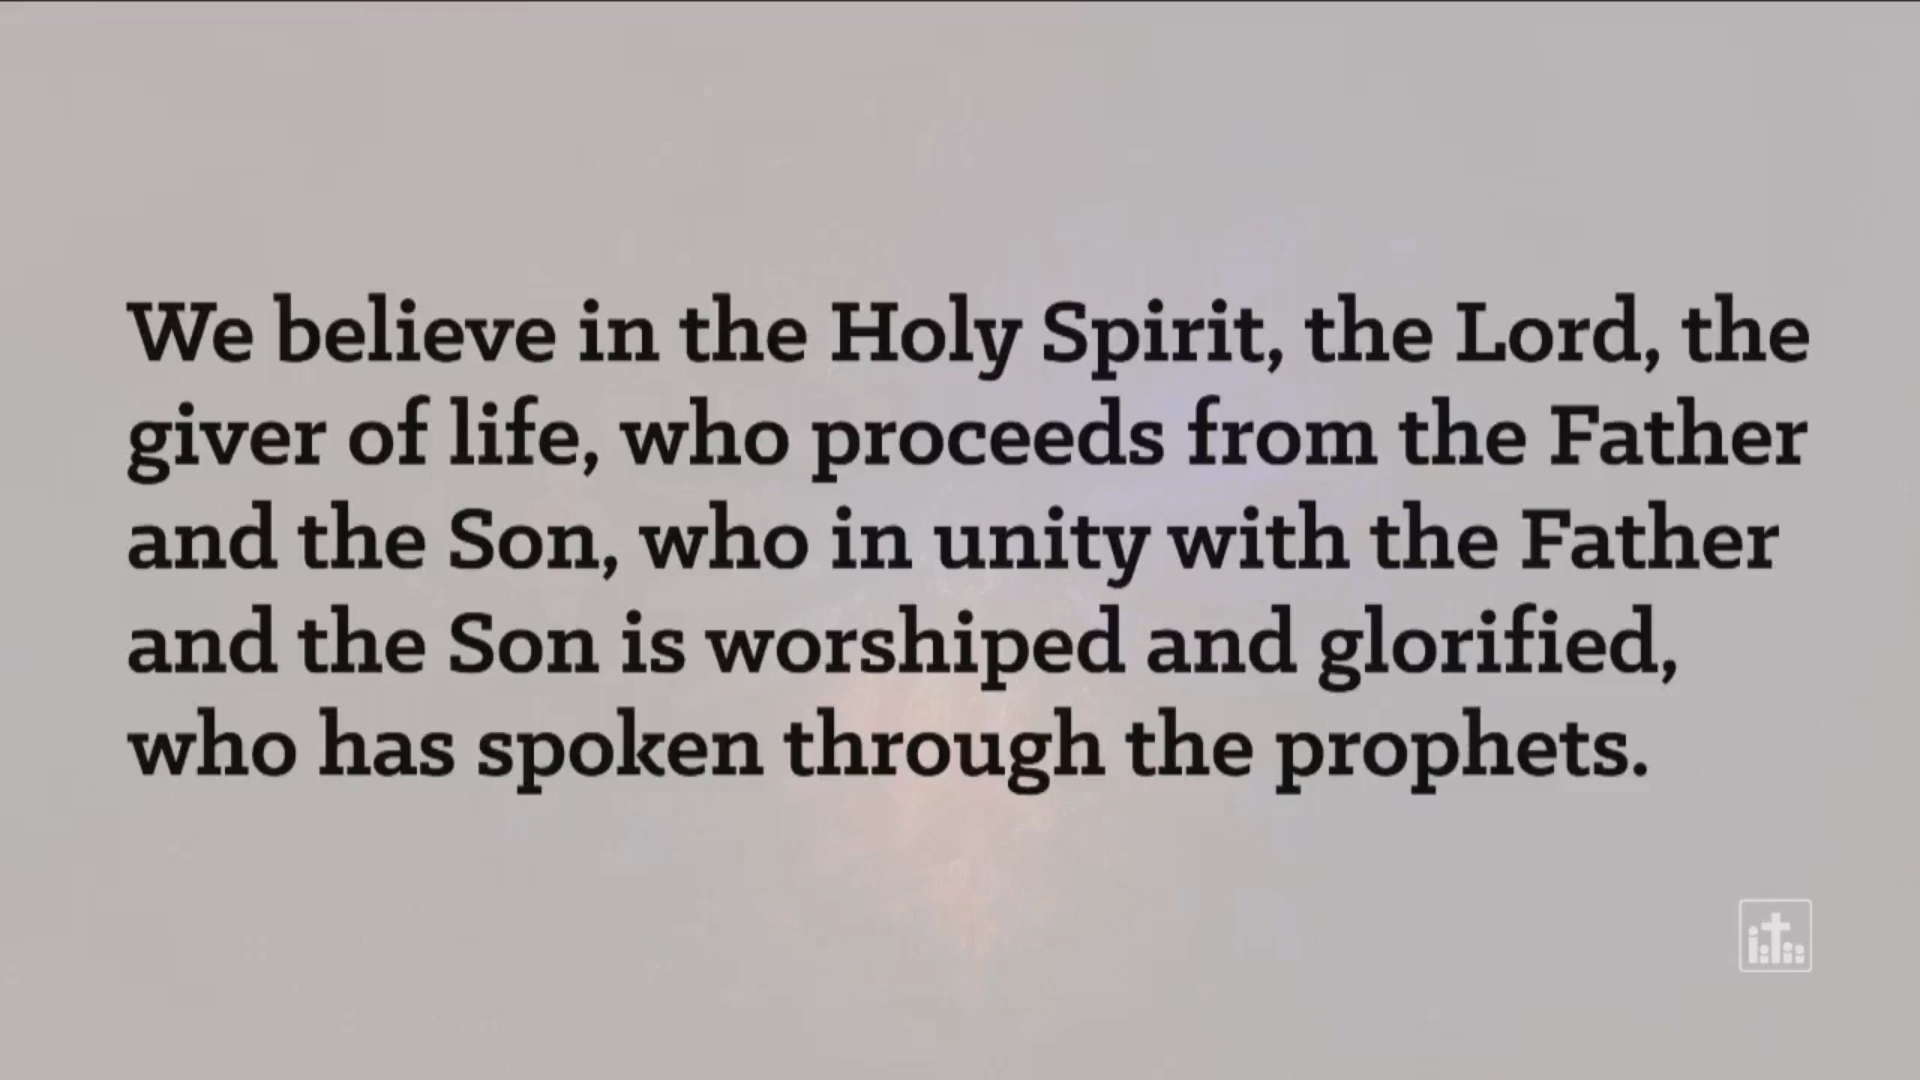 We believe in the Holy Spirit, the Lord, the
giver of life, who proceeds from the Father
and the Son, who in unity with the Father
and the Son is worshiped and glorified,
who has spoken through the prophets.